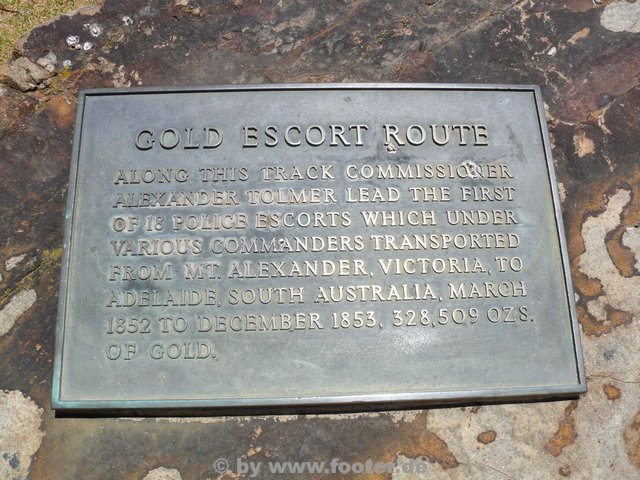 GOLD ESCORT ROUTE
ALONG THIS TRACK COMMISSIONER
ALEXANDER TOLMER LEAD THE FIRST
OF 18 POLICE ESCORTS WHICH UNDER
VARIOUS COMMANDERS TRANSPORTED
FROM MT. ALEXANDER, VICTORIA, TO
ADELAIDE, SOUTH AUSTRALIA, MARCH
1852 TO DECEMBER 1853, 328,509 OZS.
OF GOLD.
© by www.footer.de